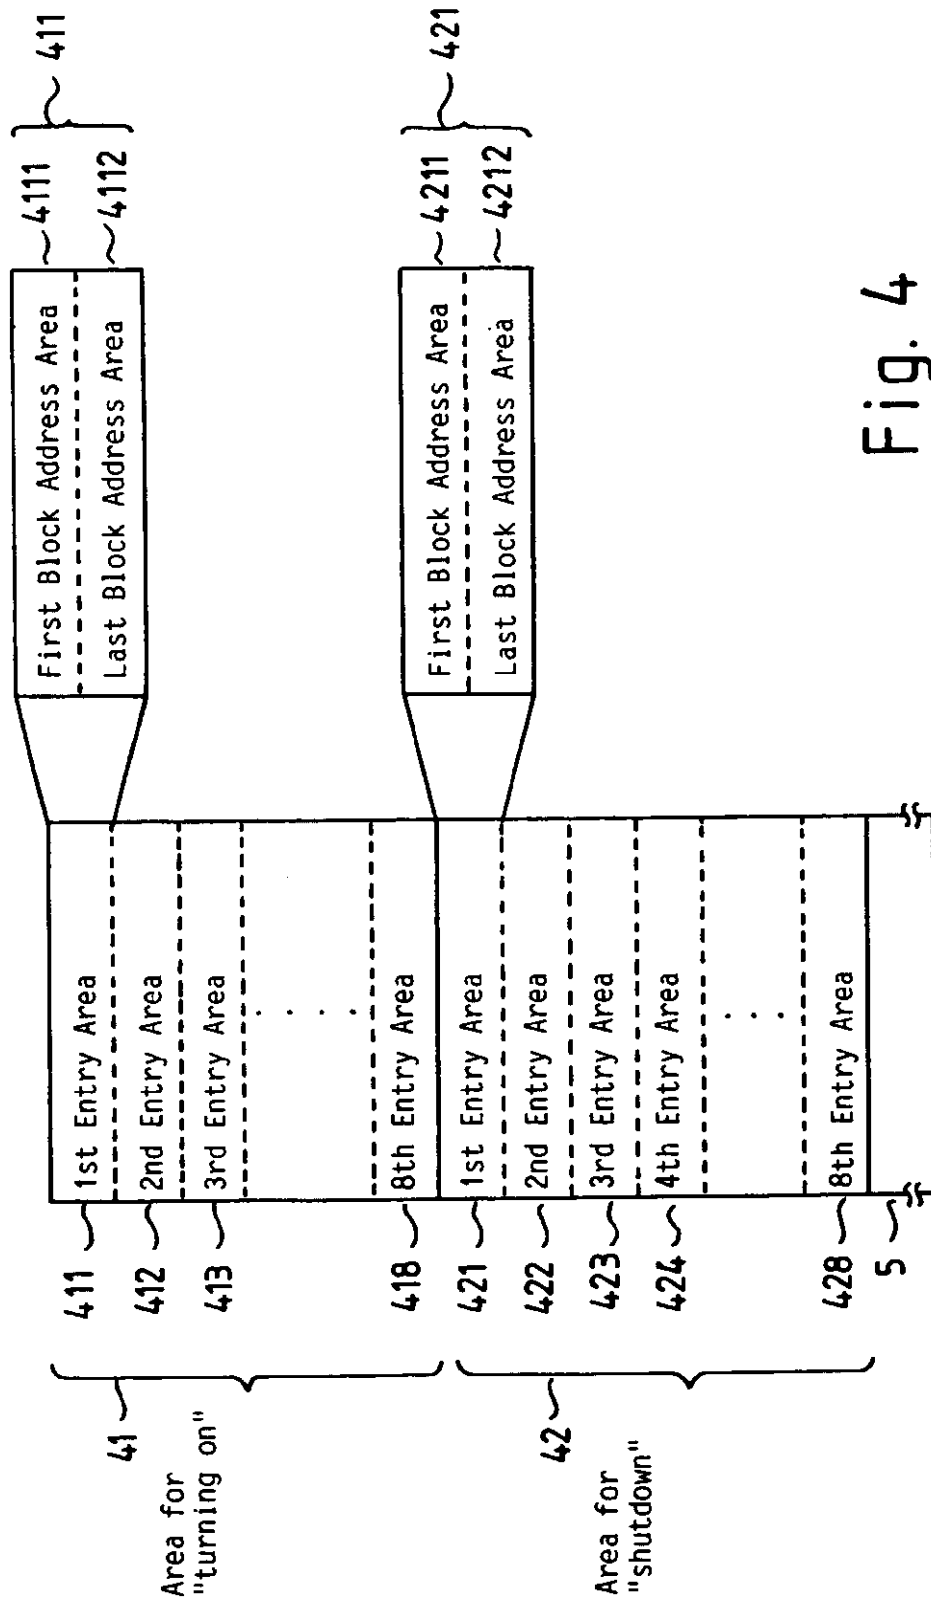 Area for
"turning on"
41
411
1st Entry Area
412
2nd Entry Area
413
3rd Entry Area
418
8th Entry Area
First Block Address Area
4111
Last Block Address Area
4112
411
Area for
"shutdown"
42
421
1st Entry Area
422
2nd Entry Area
423
3rd Entry Area
424
4th Entry Area
428
8th Entry Area
5
First Block Address Area
4211
Last Block Address Area
4212
421
Fig. 4